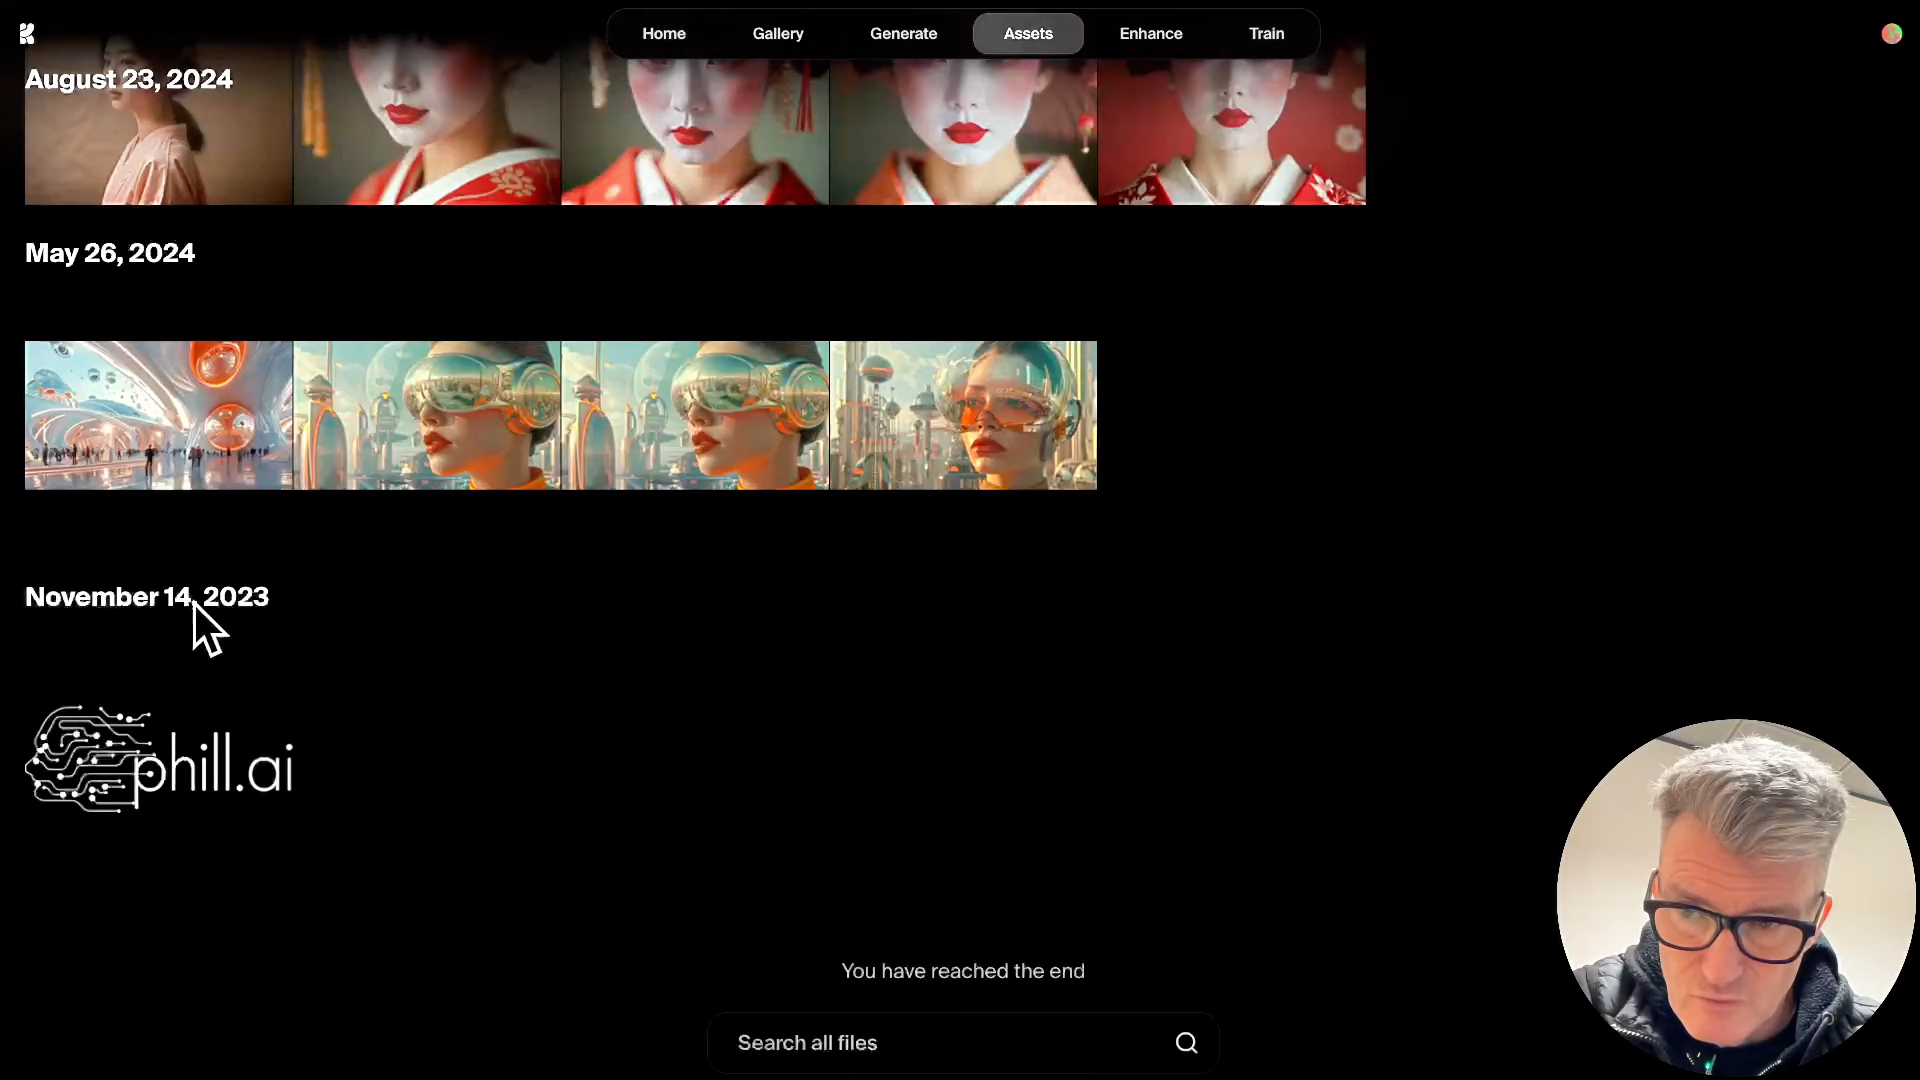 Home Gallery Generate Assets Enhance Train
August 23, 2024
May 26, 2024
November 14, 2023
phill.ai
You have reached the end
Search all files